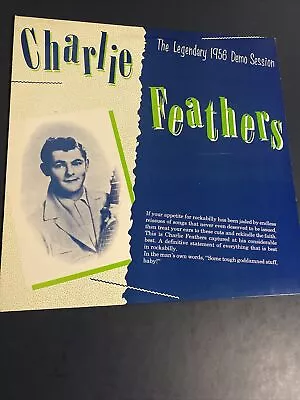 Charlie
The Legendary 1956 Demo Session
Feathers
If your appetite for rockabilly has been jaded by endless
reissues of songs that never even deserved to be issued,
then treat your ears to these cuts and rekindle the faith.
This is Charlie Feathers captured at his considerable
best. A definitive statement of everything that is best
in rockabilly.
In the man's own words, "Some tough goddamned stuff,
baby!"